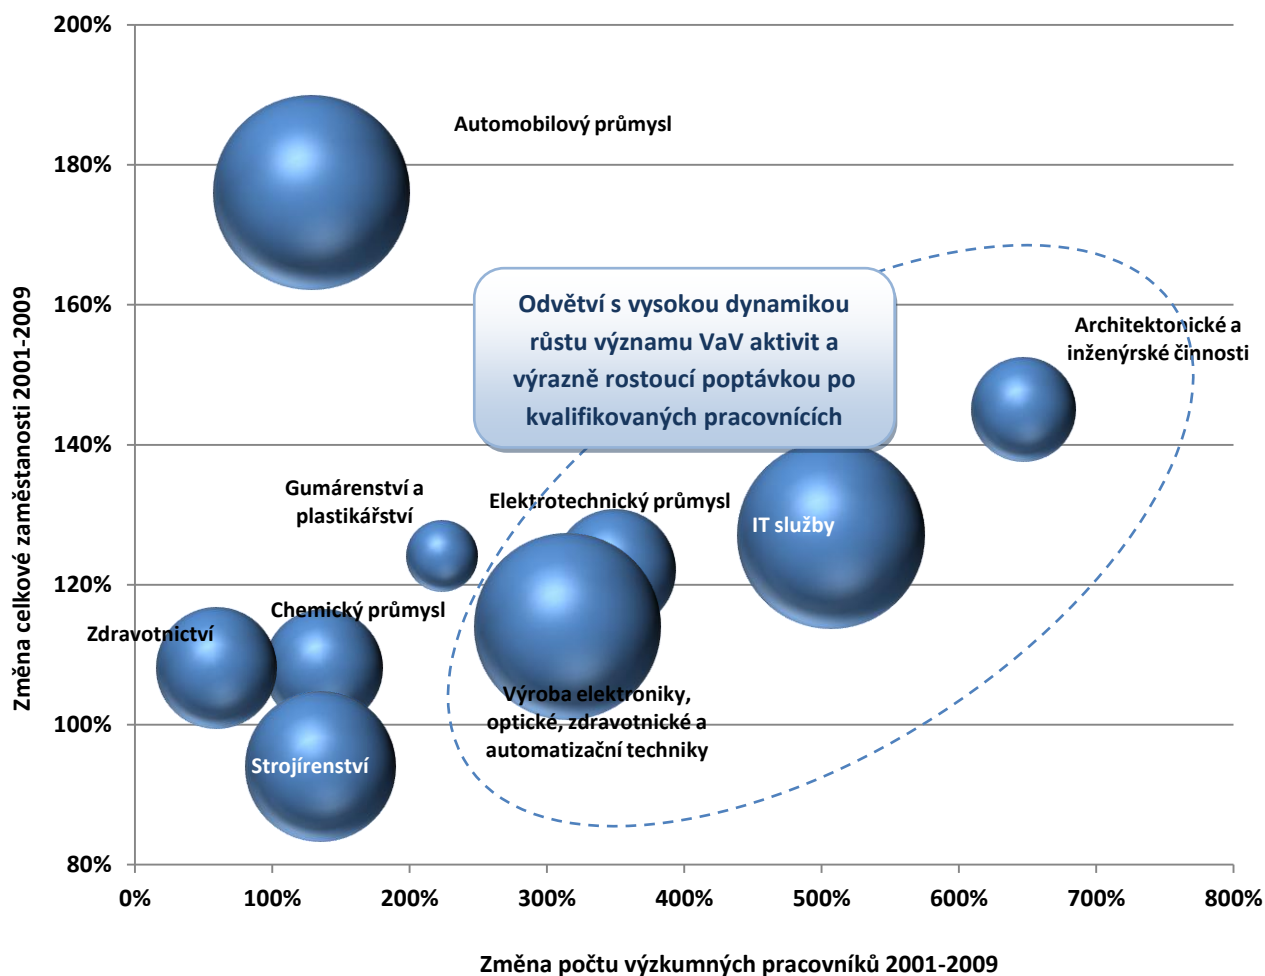 200%
180%
160%
140%
120%
100%
80%
Změna celkové zaměstanosti 2001-2009
Automobilový průmysl
Odvětví s vysokou dynamikou
růstu významu VaV aktivit a
výrazně rostoucí poptávkou po
kvalifikovaných pracovnících
Architektonické a
inženýrské činnosti
Gumárenství a
plastikářství
Elektrotechnický průmysl
IT služby
Chemický průmysl
Zdravotnictví
Výroba elektroniky,
optické, zdravotnické a
automatizační techniky
Strojírenství
0%
100%
200%
300%
400%
500%
600%
700%
800%
Změna počtu výzkumných pracovníků 2001-2009